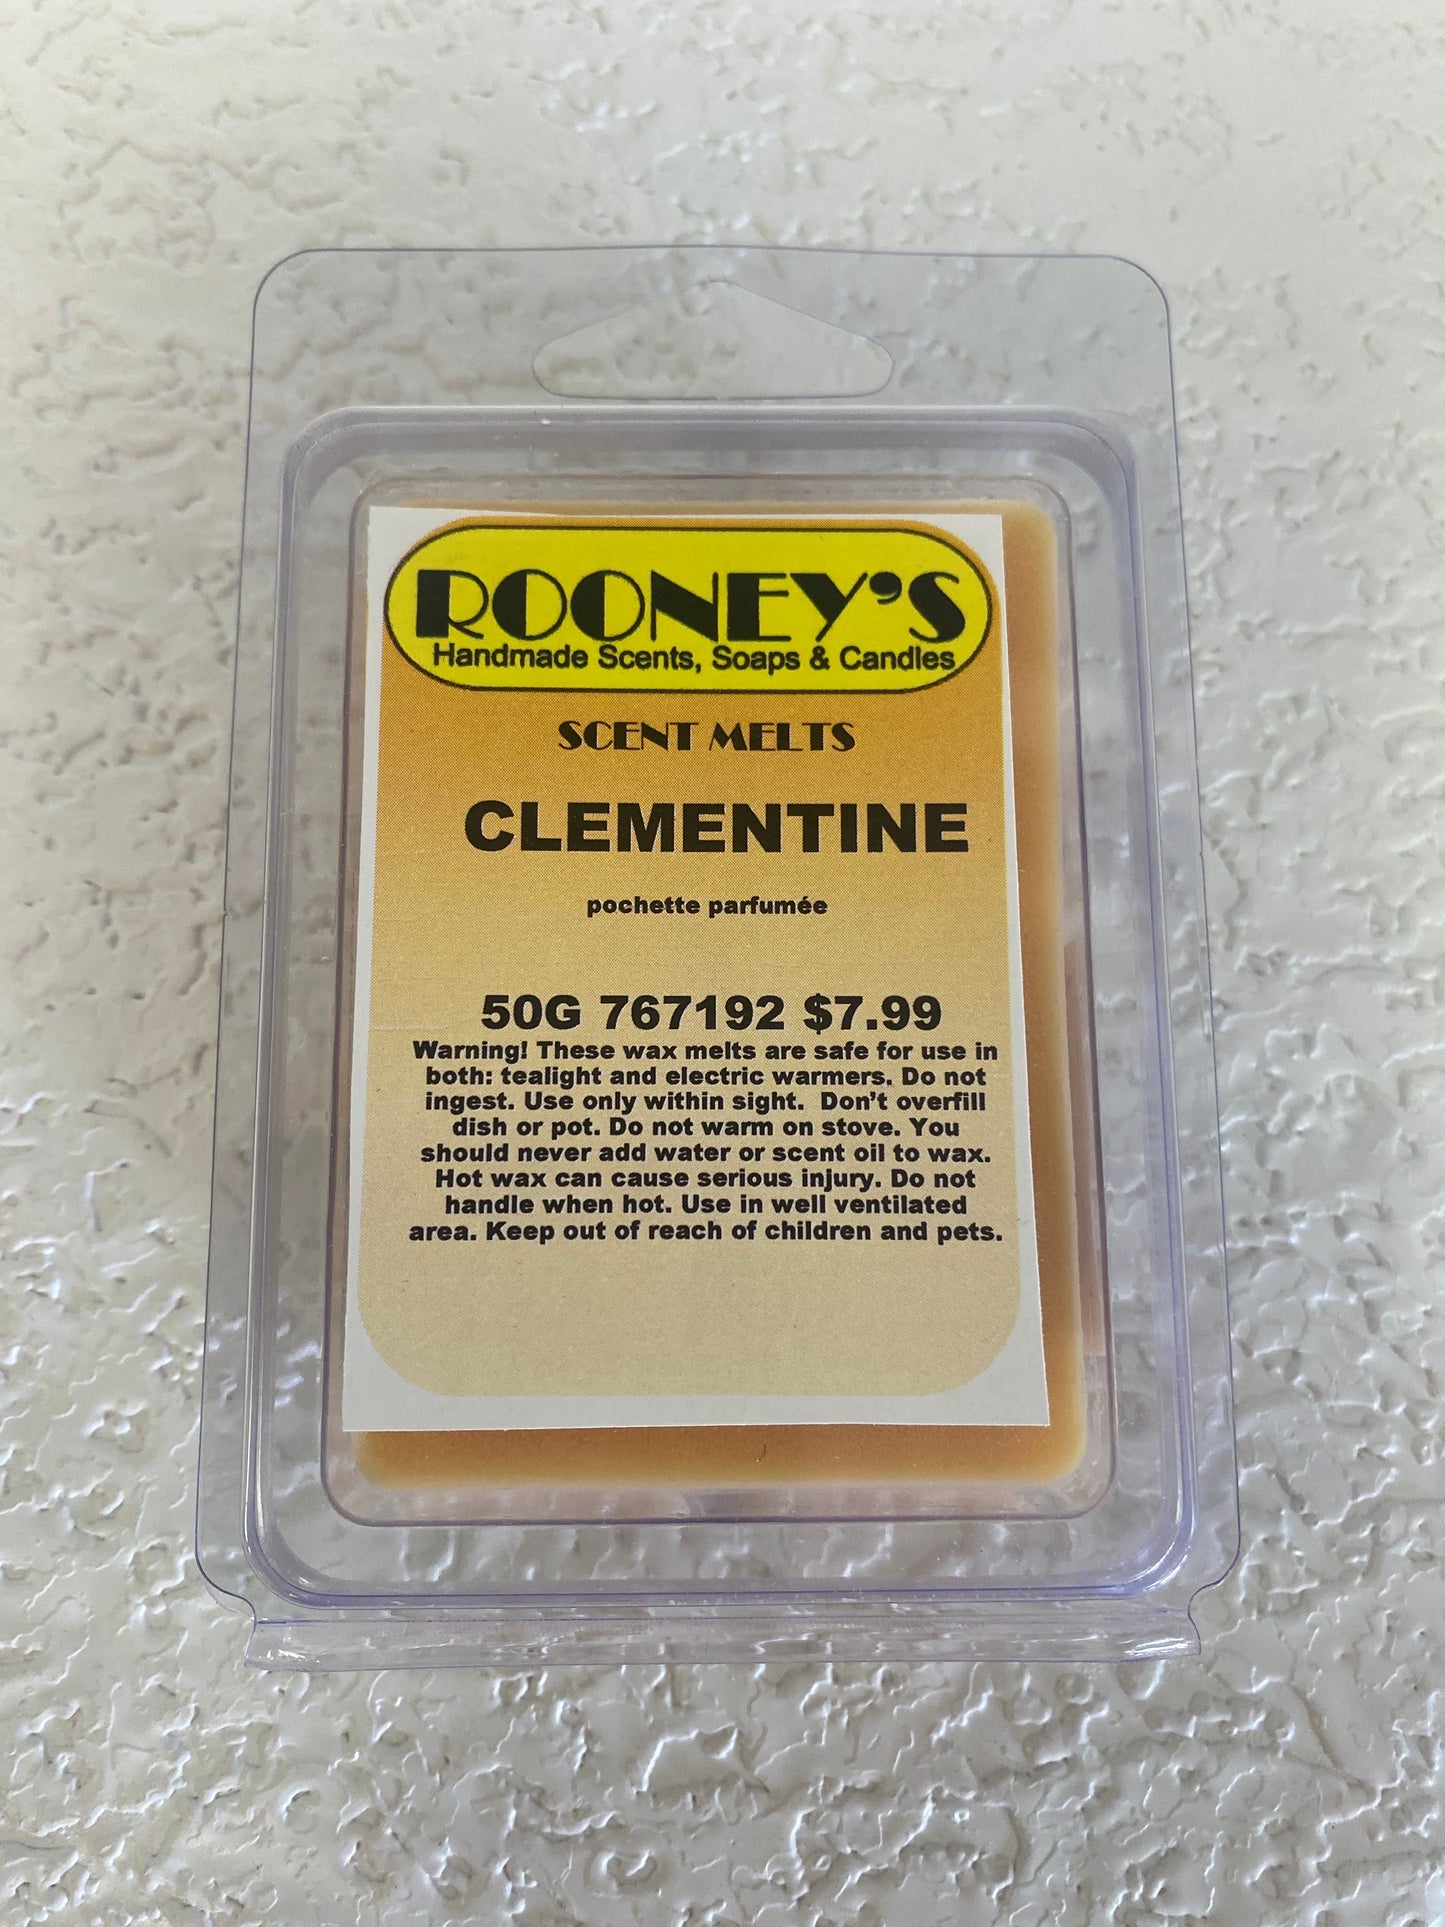 ROONEY'S
Handmade Scents, Soaps & Candles
SCENT MELTS
CLEMENTINE
pochette parfumée
50G 767192 $7.99
Warning! These wax melts are safe for use in
both: tealight and electric warmers. Do not
ingest. Use only within sight.  Don't overfill
dish or pot. Do not warm on stove. You
should never add water or scent oil to wax.
Hot wax can cause serious injury. Do not
handle when hot. Use in well ventilated
area. Keep out of reach of children and pets.